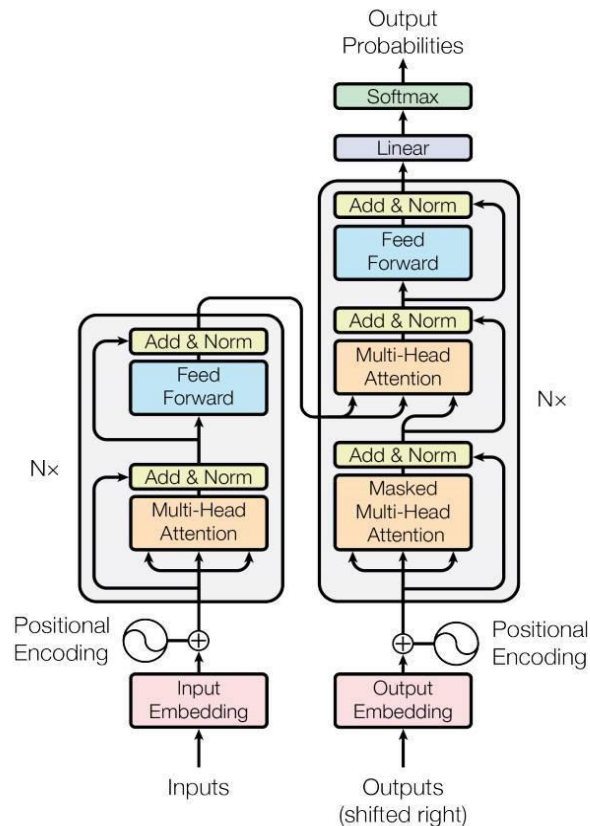 Output
Probabilities
Softmax
Linear
Add & Norm
Feed
Forward
Add & Norm
Multi-Head
Attention
Nx
Add & Norm
Masked
Multi-Head
Attention
Positional
Encoding
Output
Embedding
Outputs
(shifted right)
Add & Norm
Feed
Forward
Nx
Add & Norm
Multi-Head
Attention
Positional
Encoding
Input
Embedding
Inputs